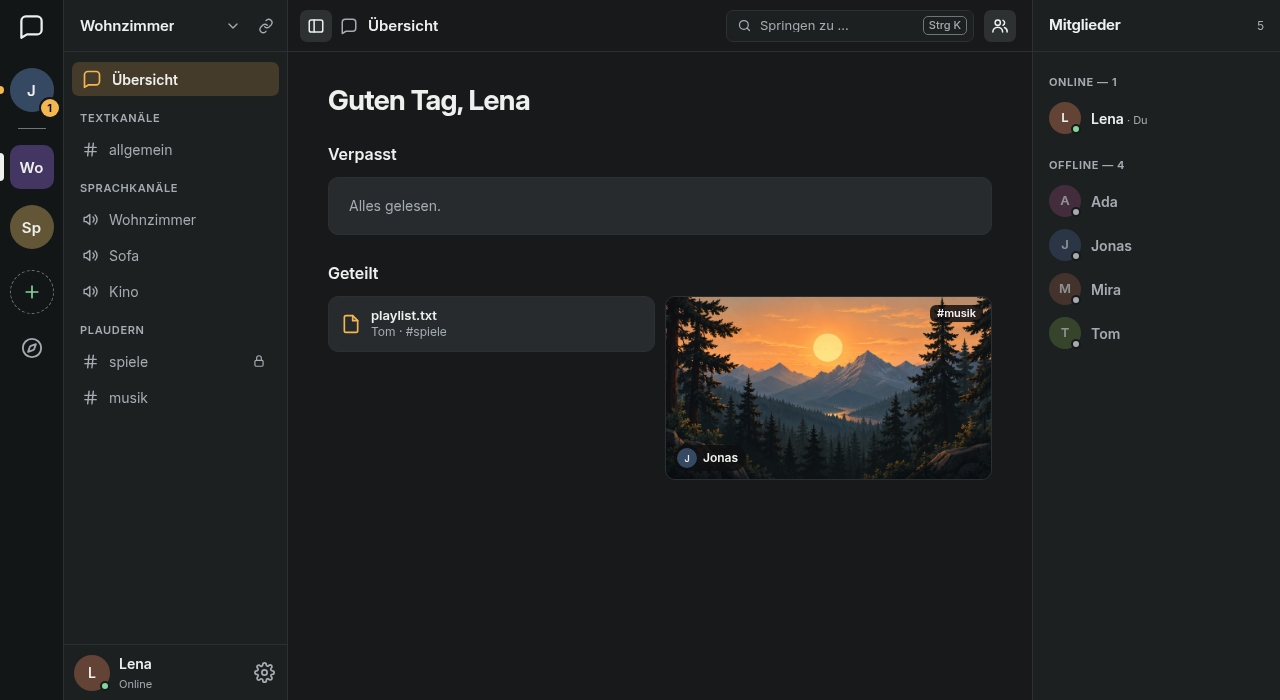 J
1
Wo
Sp
Wohnzimmer
Übersicht
TEXTKANÄLE
allgemein
SPRACHKANÄLE
Wohnzimmer
Sofa
Kino
PLAUDERN
spiele
musik
L
Lena
Online
Übersicht
Springen zu ...
Strg K
Guten Tag, Lena
Verpasst
Alles gelesen.
Geteilt
playlist.txt
Tom · #spiele
#musik
J
Jonas
Mitglieder
5
ONLINE — 1
L
Lena · Du
OFFLINE — 4
A
Ada
J
Jonas
M
Mira
T
Tom